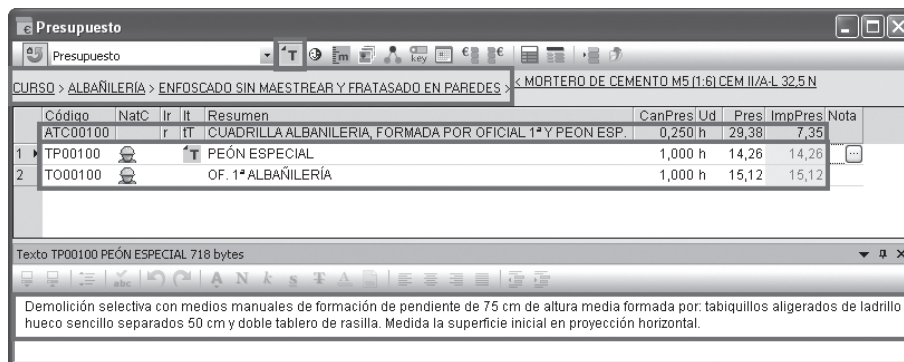 Presupuesto
Presupuesto
CURSO > ALBAÑILERÍA > ENFOSCADO SIN MAESTREAR Y FRATASADO EN PAREDES > < MORTERO DE CEMENTO M5 (1:6) CEM II/A-L 32,5 N
Código NatC Ir It Resumen CanPres Ud Pres ImpPres Nota
ATC00100 r tT CUADRILLA ALBANILERIA, FORMADA POR OFICIAL 1ª Y PEON ESP. 0,250 h 29,38 7,35
1 TP00100 T PEÓN ESPECIAL 1,000 h 14,26 14,26 ...
2 TO00100 OF. 1ª ALBAÑILERÍA 1,000 h 15,12 15,12
Texto TP00100 PEÓN ESPECIAL 718 bytes
abc A N k s T A
Demolición selectiva con medios manuales de formación de pendiente de 75 cm de altura media formada por: tabiquillos aligerados de ladrillo
hueco sencillo separados 50 cm y doble tablero de rasilla. Medida la superficie inicial en proyección horizontal.